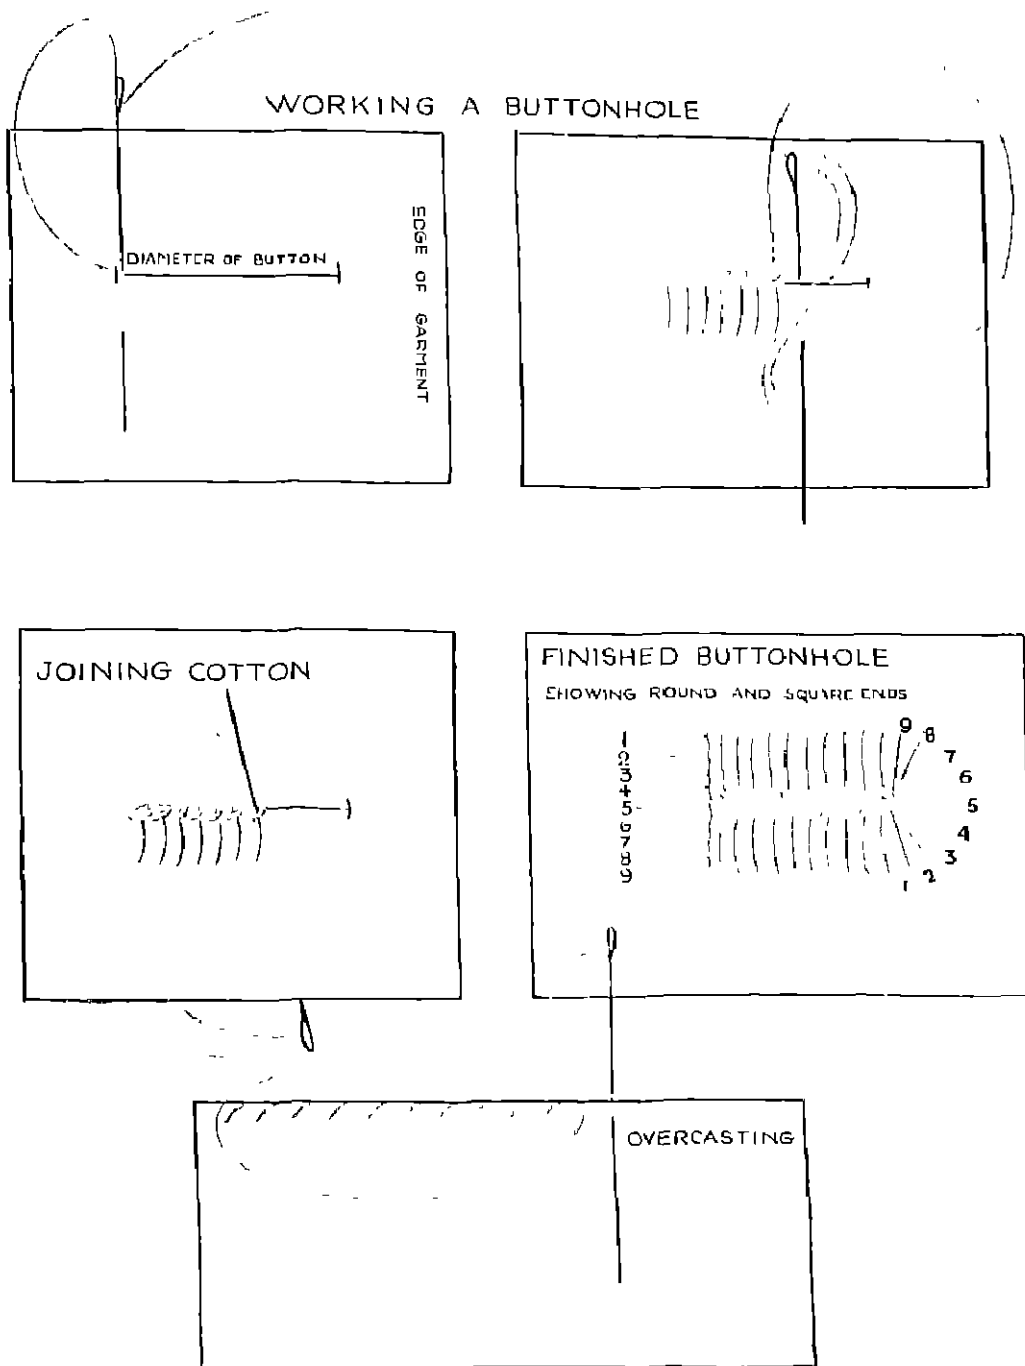 WORKING A BUTTONHOLE
DIAMETER OF BUTTON
EDGE OF GARMENT
JOINING COTTON
FINISHED BUTTONHOLE
SHOWING ROUND AND SQUARE ENDS
1
2
3
4
5
6
7
8
9
9
8
7
6
5
4
3
2
1
OVERCASTING